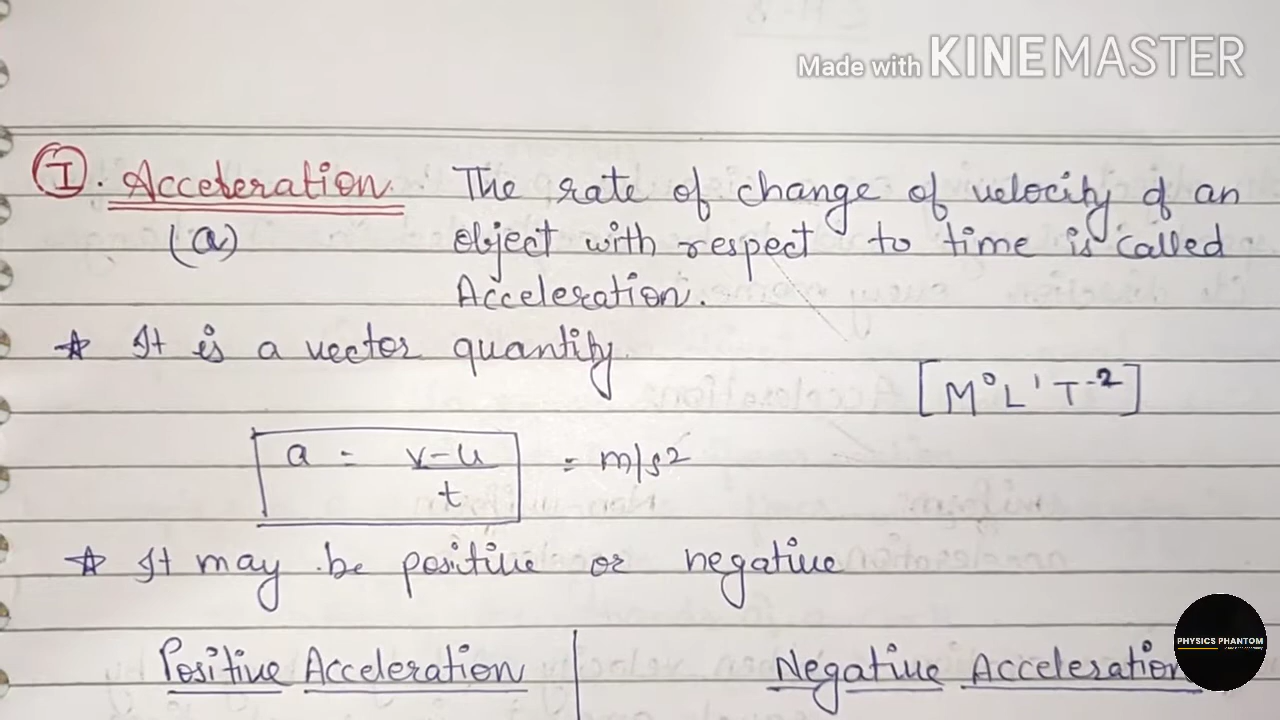 Made with KINEMASTER
I. Acceleration. The rate of change of velocity of an
(a) object with respect to time is called
Acceleration.
☆ It is a vector quantity.
[M⁰L¹T⁻²]
a = v-u/t = m/s²
☆ It may be positive or negative
PHYSICS PHANTOM
Positive Acceleration | Negative Acceleration